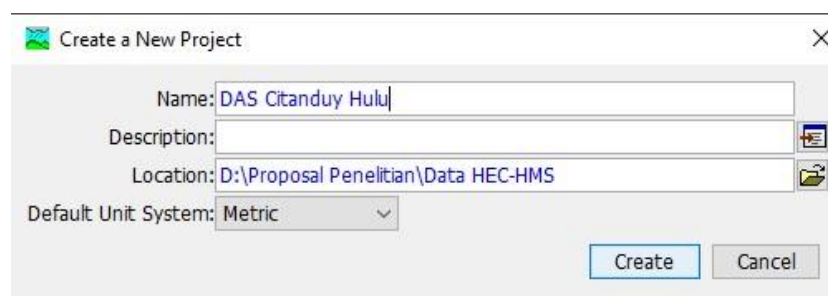 Create a New Project
Name: DAS Citanduy Hulu
Description:
Location: D:\Proposal Penelitian\Data HEC-HMS
Default Unit System: Metric
Create Cancel